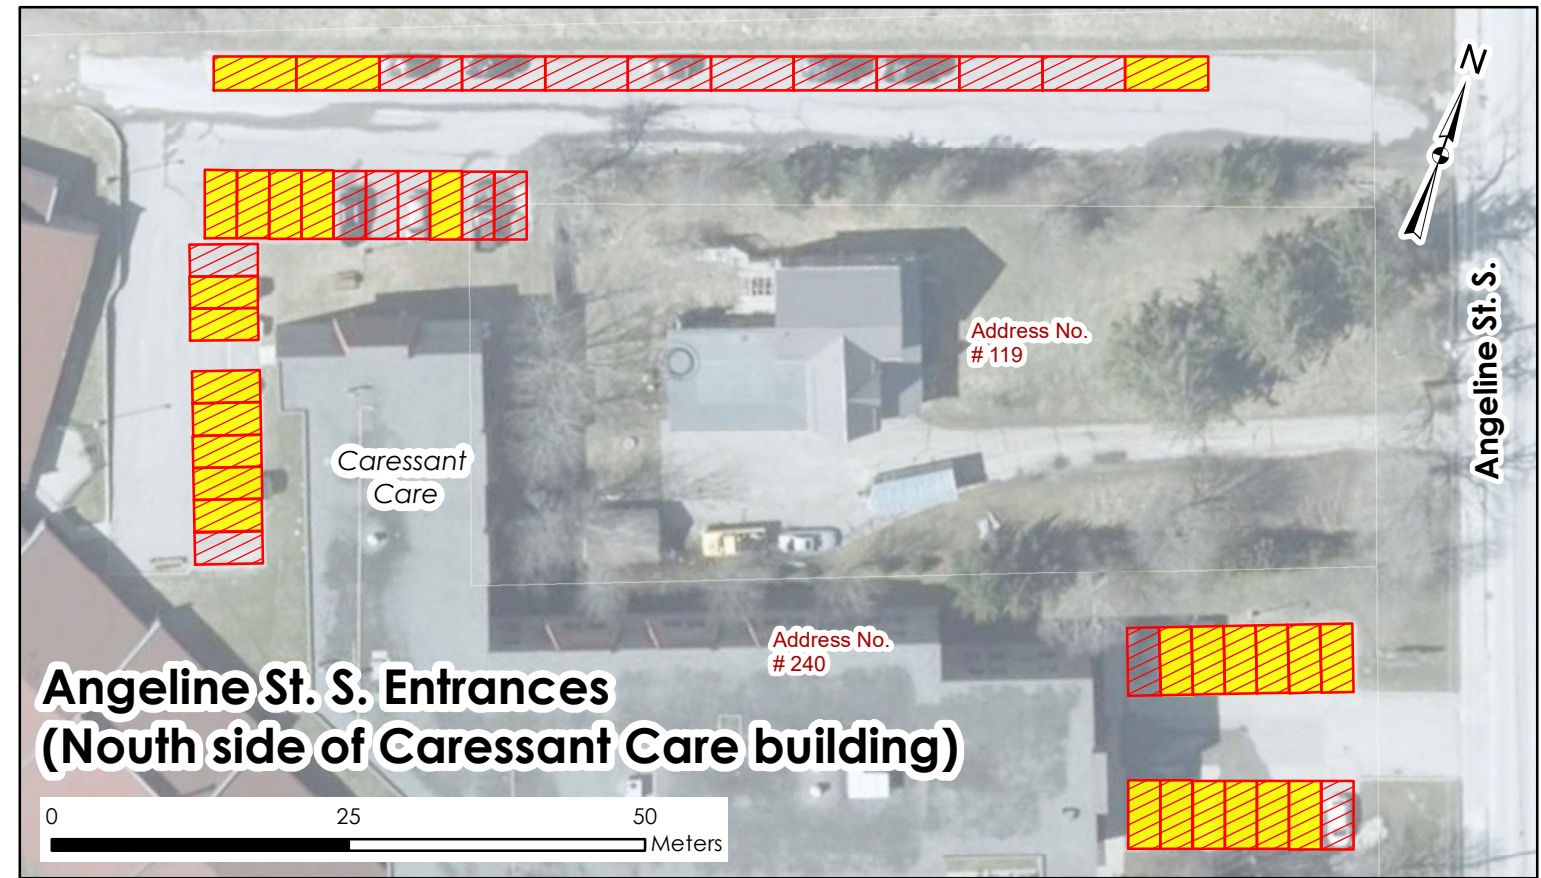 N
Angeline St. S.
Address No.
# 119
Caressant
Care
Address No.
# 240
Angeline St. S. Entrances
(Nouth side of Caressant Care building)
0 25 50
Meters